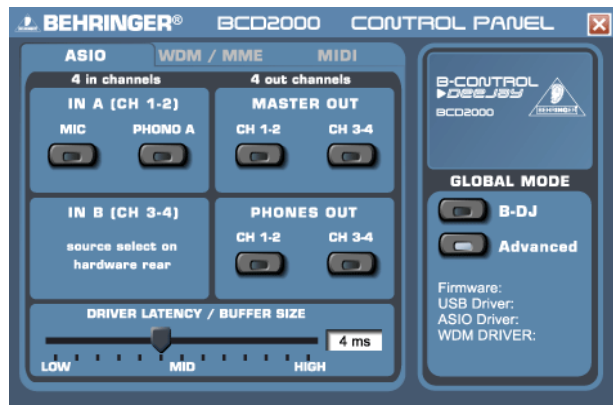 BEHRINGER® BCD2000 CONTROL PANEL
ASIO WDM / MME MIDI
4 in channels 4 out channels
IN A (CH 1-2) MASTER OUT
MIC PHONO A CH 1-2 CH 3-4
IN B (CH 3-4) PHONES OUT
source select on
hardware rear
CH 1-2 CH 3-4
DRIVER LATENCY / BUFFER SIZE
4 ms
LOW MID HIGH
B-CONTROL
DEEJAY
BCD2000
BEHRINGER
GLOBAL MODE
B-DJ
Advanced
Firmware:
USB Driver:
ASIO Driver:
WDM DRIVER: